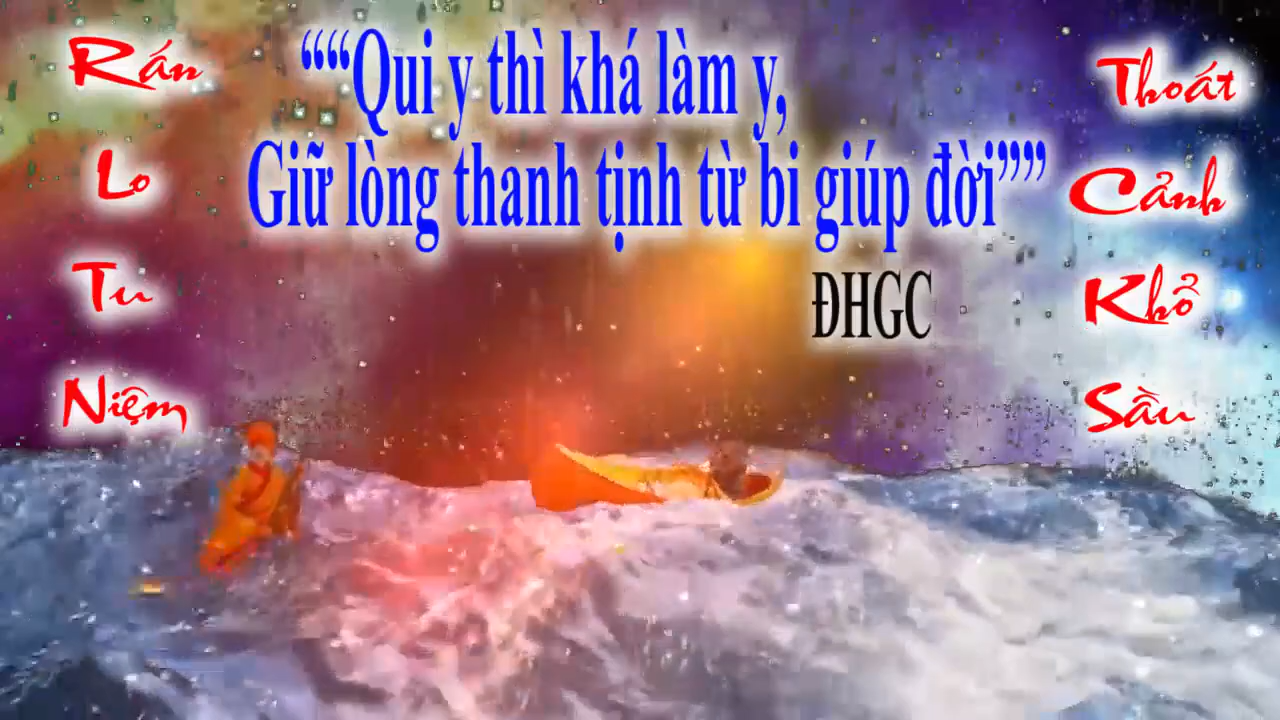 Rán
Lo
Tu
Niệm
““Qui y thì khá làm y,
Giữ lòng thanh tịnh từ bi giúp đời””
ĐHGC
Thoát
Cảnh
Khổ
Sầu